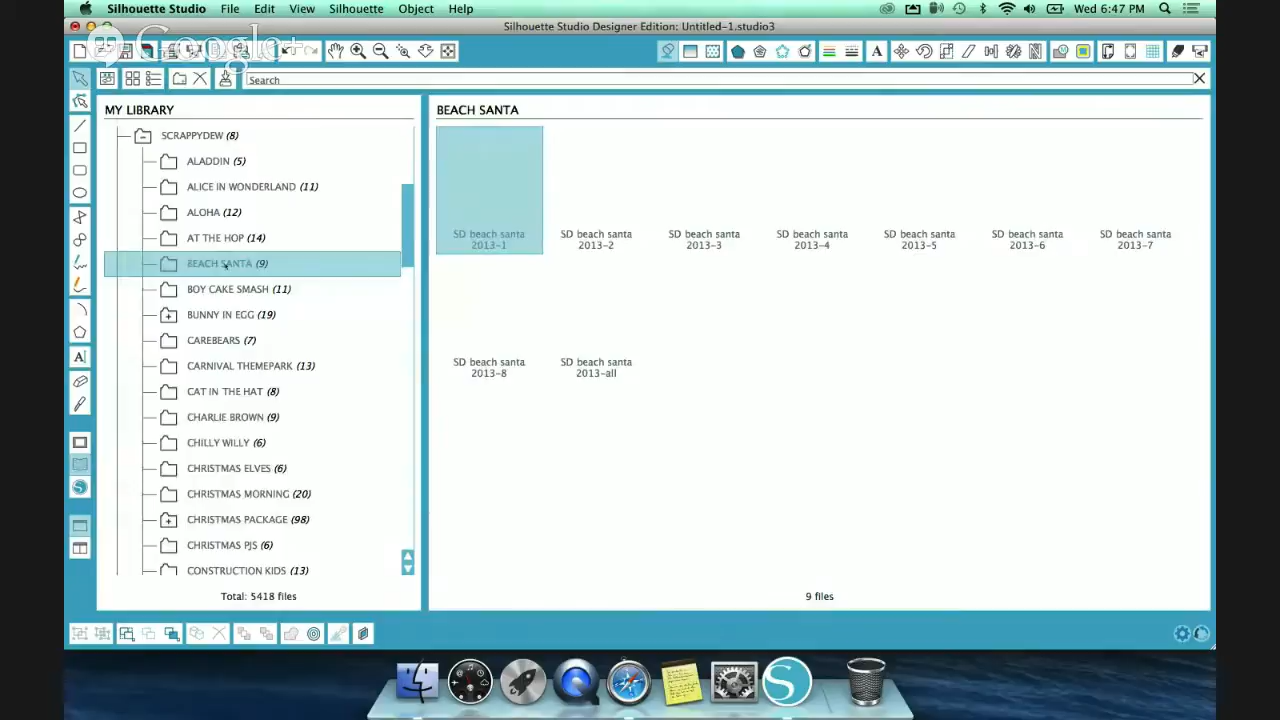 Silhouette Studio File Edit View Silhouette Object Help
Wed 6:47 PM
Silhouette Studio Designer Edition: Untitled-1.studio3
Google+
Search
MY LIBRARY
SCRAPPYDEW (8)
ALADDIN (5)
ALICE IN WONDERLAND (11)
ALOHA (12)
AT THE HOP (14)
BEACH SANTA (9)
BOY CAKE SMASH (11)
BUNNY IN EGG (19)
CAREBEARS (7)
CARNIVAL THEMEPARK (13)
CAT IN THE HAT (8)
CHARLIE BROWN (9)
CHILLY WILLY (6)
CHRISTMAS ELVES (6)
CHRISTMAS MORNING (20)
CHRISTMAS PACKAGE (98)
CHRISTMAS PJS (6)
CONSTRUCTION KIDS (13)
Total: 5418 files
BEACH SANTA
SD beach santa
2013-1
SD beach santa
2013-2
SD beach santa
2013-3
SD beach santa
2013-4
SD beach santa
2013-5
SD beach santa
2013-6
SD beach santa
2013-7
SD beach santa
2013-8
SD beach santa
2013-all
9 files